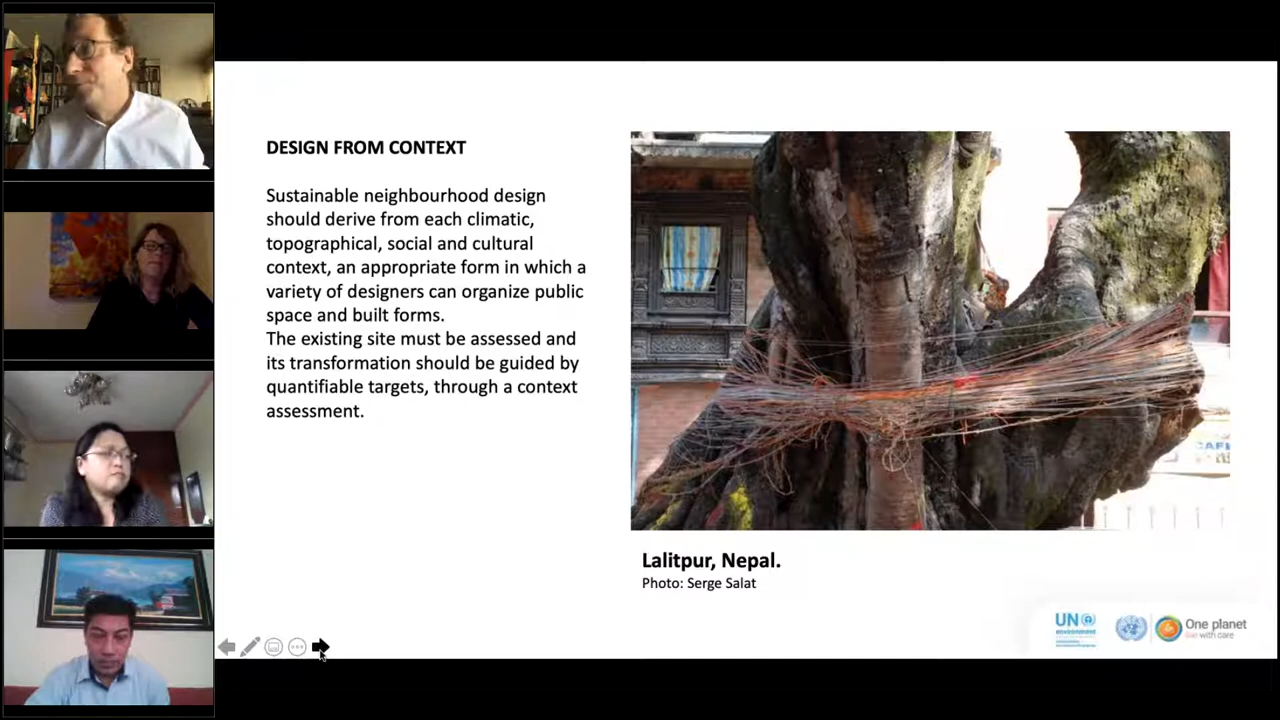 DESIGN FROM CONTEXT
Sustainable neighbourhood design
should derive from each climatic,
topographical, social and cultural
context, an appropriate form in which a
variety of designers can organize public
space and built forms.
The existing site must be assessed and
its transformation should be guided by
quantifiable targets, through a context
assessment.
CAFE
Lalitpur, Nepal.
Photo: Serge Salat
UN
environment
One planet
live with care